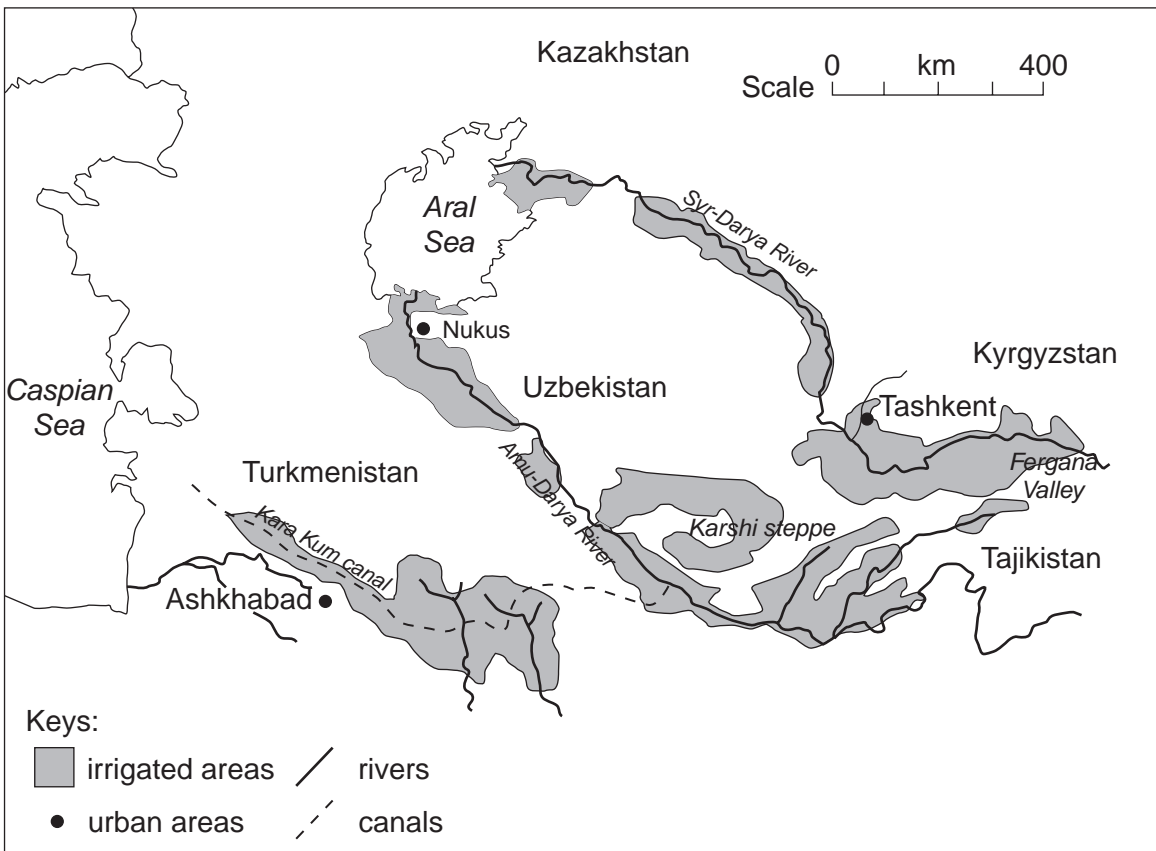 Kazakhstan
0 km 400
Scale
Aral
Sea
Syr-Darya River
Nukus
Kyrgyzstan
Caspian
Sea
Uzbekistan
Tashkent
Turkmenistan
Amu-Darya River
Fergana
Valley
Kara Kum canal
Karshi steppe
Tajikistan
Ashkhabad
Keys:
irrigated areas
rivers
urban areas
canals